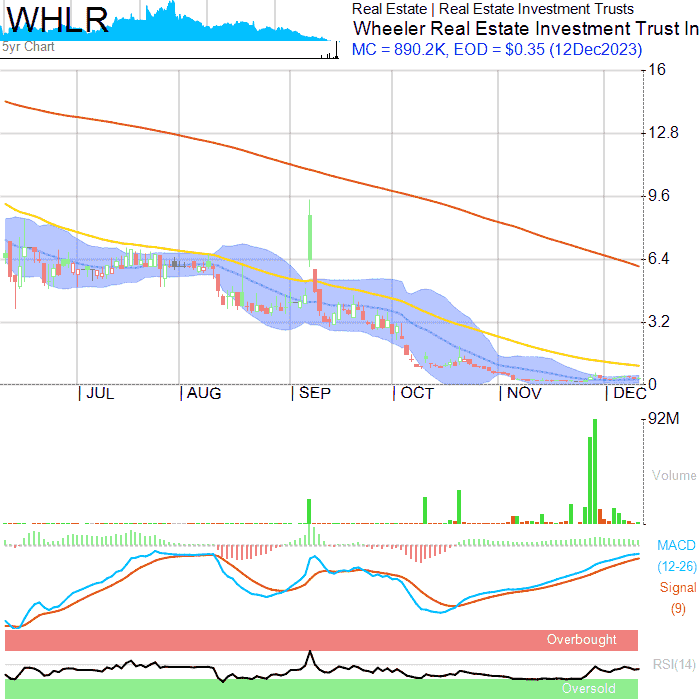 WHLR
5yr Chart
Real Estate | Real Estate Investment Trusts
Wheeler Real Estate Investment Trust In
MC = 890.2K, EOD = $0.35 (12Dec2023)
16
12.8
9.6
6.4
3.2
0
JUL
AUG
SEP
OCT
NOV
DEC
92M
Volume
MACD
(12-26)
Signal
(9)
Overbought
RSI(14)
Oversold